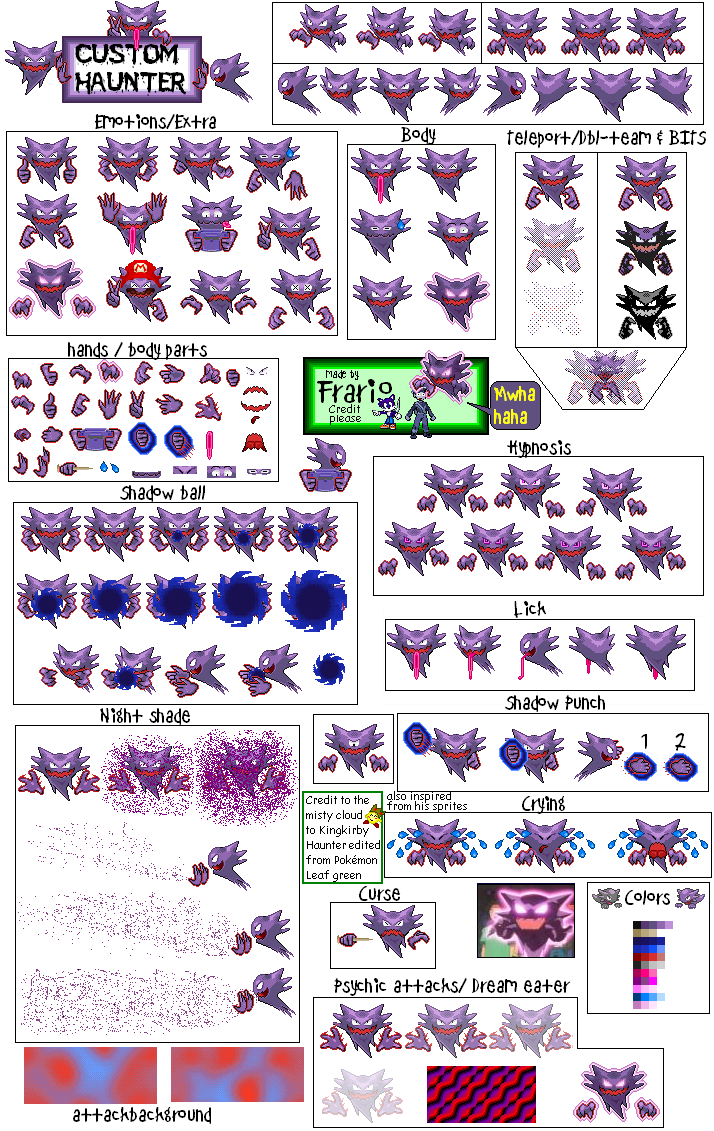 CUSTOM
HAUNTER
Emotions/Extra
Body
teleport/Dbl-team & BITS
hands / body parts
Made by
Frario
Credit
please
Mwha
haha
Hypnosis
Shadow ball
Lick
Night shade
Shadow Punch
1 2
also inspired
from his sprites
Credit to the
misty cloud
to Kingkirby
Haunter edited
from Pokémon
Leaf green
Crying
Curse
Colors
Psychic attacks/ Dream eater
attackbackground